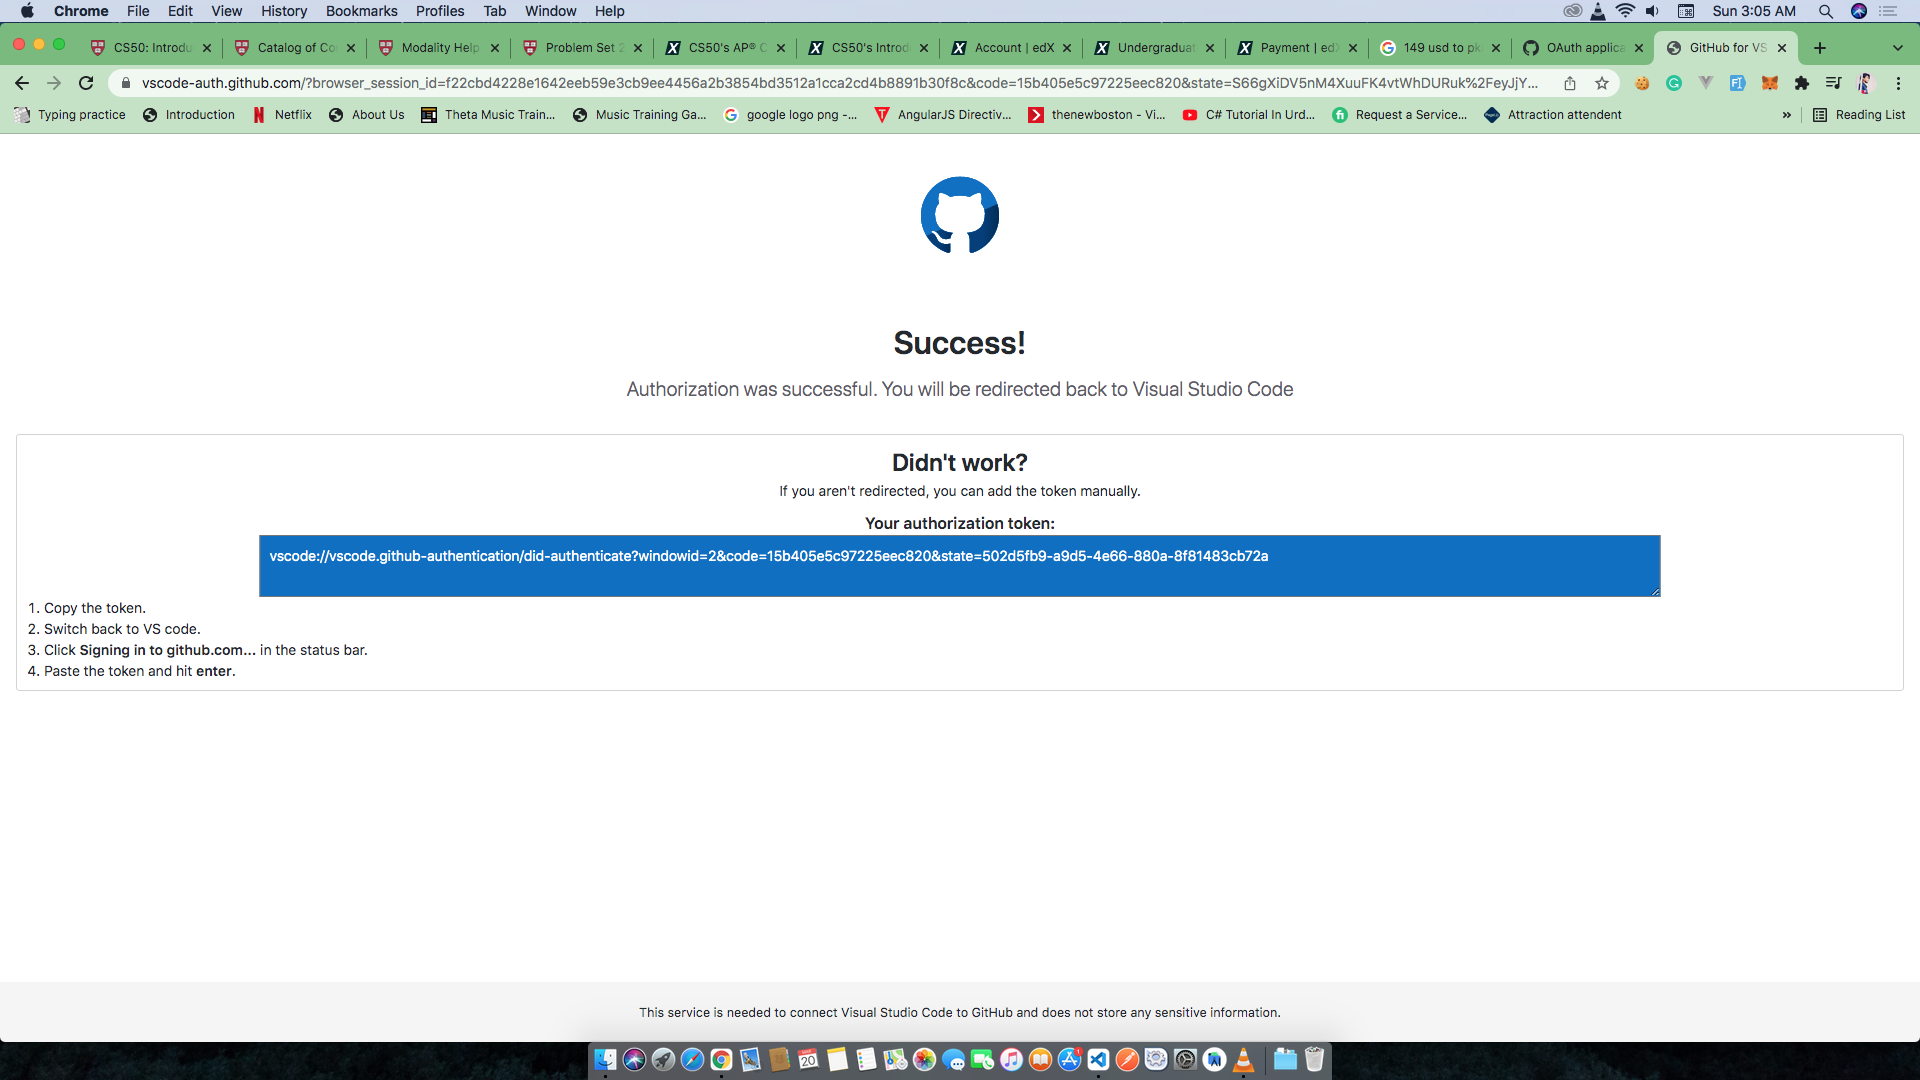 Chrome File Edit View History Bookmarks Profiles Tab Window Help Sun 3:05 AM
CS50: Introdu Catalog of Co Modality Help Problem Set 2 CS50's AP® C CS50's Introd Account | edX Undergraduat Payment | edX 149 usd to pk OAuth applica GitHub for VS
vscode-auth.github.com/?browser_session_id=f22cbd4228e1642eeb59e3cb9ee4456a2b3854bd3512a1cca2cd4b8891b30f8c&code=15b405e5c97225eec820&state=S66gXiDV5nM4XuuFK4vtWhDURuk%2FeyJjY...
Typing practice Introduction Netflix About Us Theta Music Train... Music Training Ga... google logo png -... AngularJS Directiv... thenewboston - Vi... C# Tutorial In Urd... Request a Service... Attraction attendent » Reading List
Success!
Authorization was successful. You will be redirected back to Visual Studio Code
Didn't work?
If you aren't redirected, you can add the token manually.
Your authorization token:
vscode://vscode.github-authentication/did-authenticate?windowid=2&code=15b405e5c97225eec820&state=502d5fb9-a9d5-4e66-880a-8f81483cb72a
1. Copy the token.
2. Switch back to VS code.
3. Click Signing in to github.com... in the status bar.
4. Paste the token and hit enter.
This service is needed to connect Visual Studio Code to GitHub and does not store any sensitive information.
20